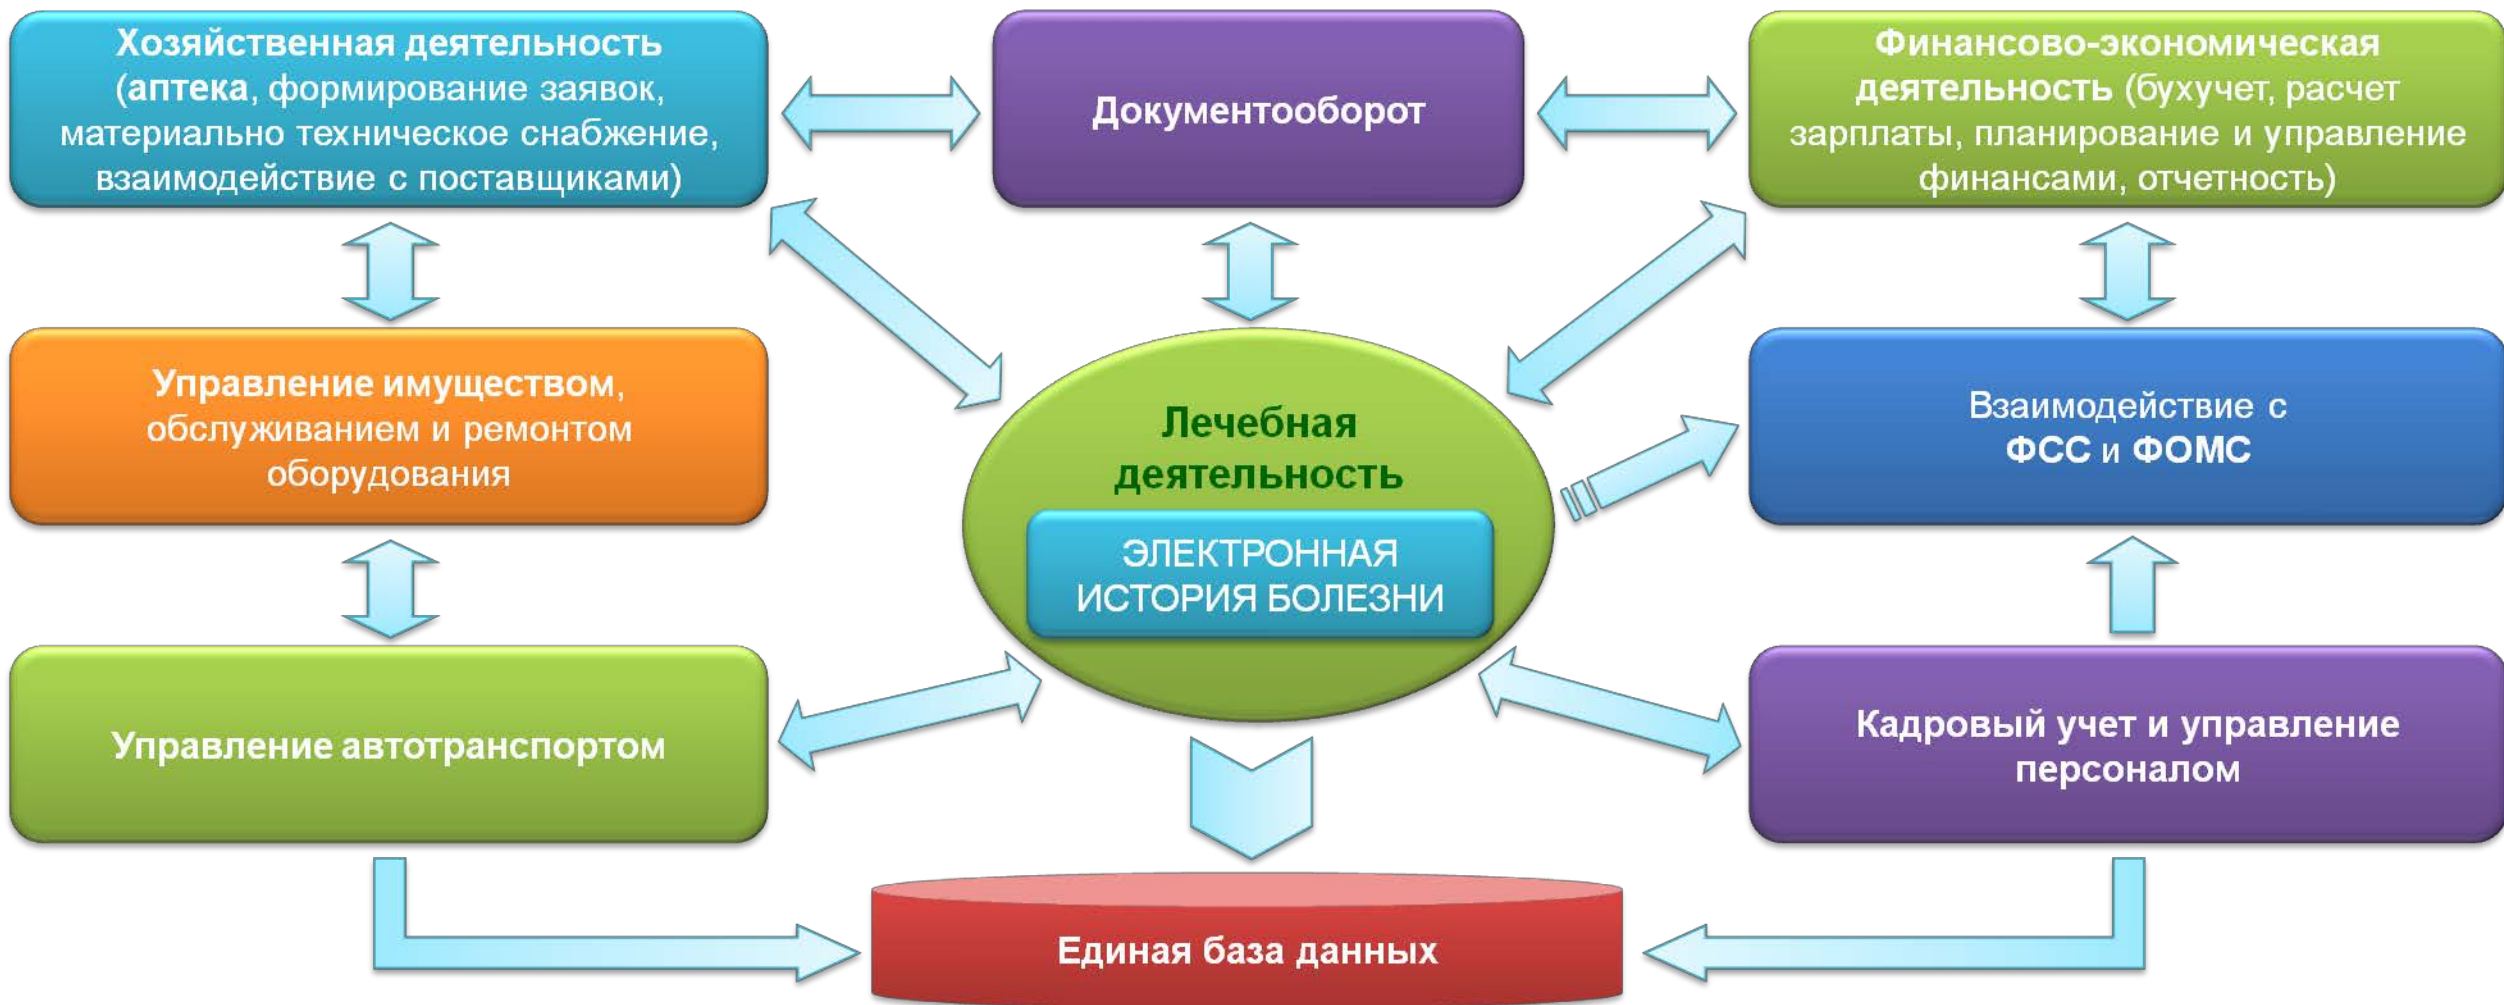 Хозяйственная деятельность
(аптека, формирование заявок,
материально техническое снабжение,
взаимодействие с поставщиками)
Документооборот
Финансово-экономическая
деятельность (бухучет, расчет
зарплаты, планирование и управление
финансами, отчетность)
Управление имуществом,
обслуживанием и ремонтом
оборудования
Лечебная
деятельность
ЭЛЕКТРОННАЯ
ИСТОРИЯ БОЛЕЗНИ
Взаимодействие с
ФСС и ФОМС
Управление автотранспортом
Кадровый учет и управление
персоналом
Единая база данных